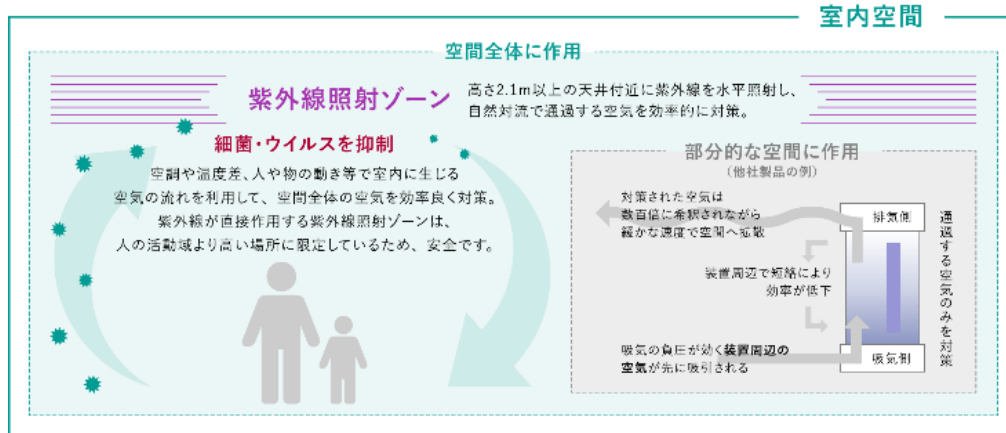 室内空間
空間全体に作用
紫外線照射ゾーン
高さ2.1m以上の天井付近に紫外線を水平照射し、
自然対流で通過する空気を効率的に対策。
細菌・ウイルスを抑制
空調や温度差、人や物の動き等で室内に生じる
空気の流れを利用して、空間全体の空気を効率良く対策。
紫外線が直接作用する紫外線照射ゾーンは、
人の活動域より高い場所に限定しているため、安全です。
部分的な空間に作用
(他社製品の例)
対策された空気は
数百倍に希釈されながら
緩かな速度で空間へ拡散
排気側
装置周辺で短絡により
効率が低下
吸気の負圧が効く装置周辺の
空気が先に吸引される
吸気側
通過する空気のみを対策